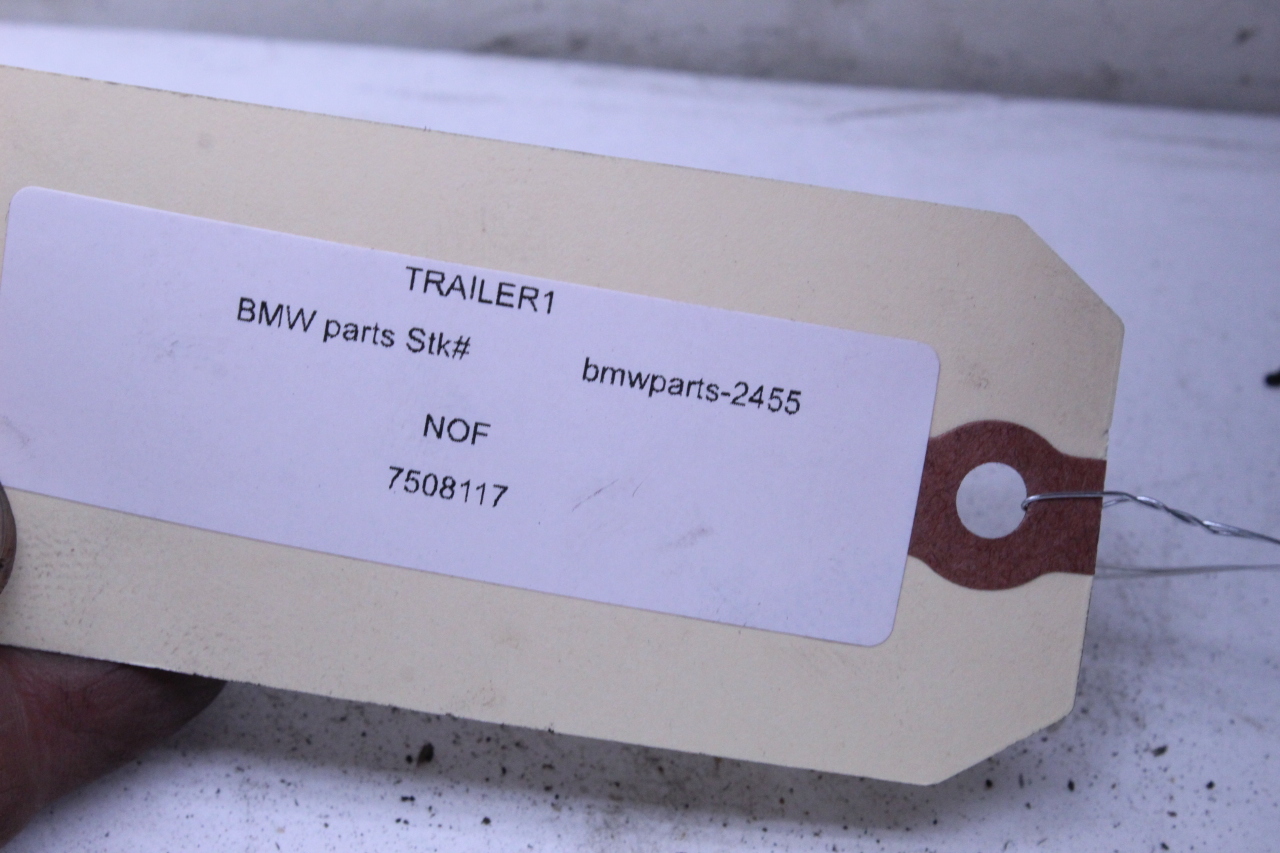 TRAILER1
BMW parts Stk# bmwparts-2455
NOF
7508117